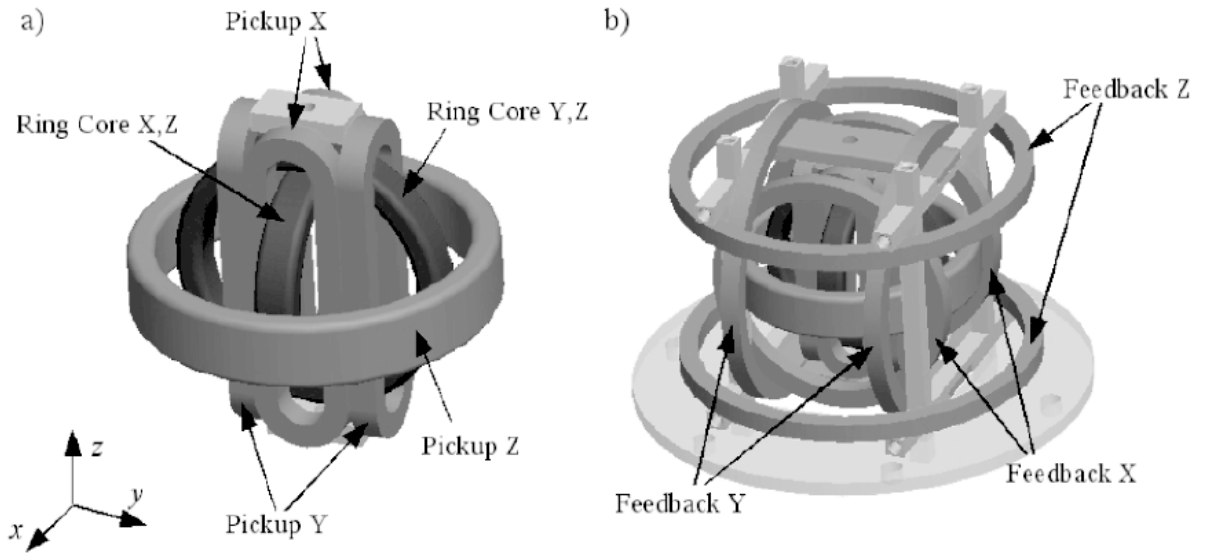 a)
Pickup X
Ring Core X,Z
Ring Core Y,Z
Pickup Z
Pickup Y
z
y
x
b)
Feedback Z
Feedback X
Feedback Y